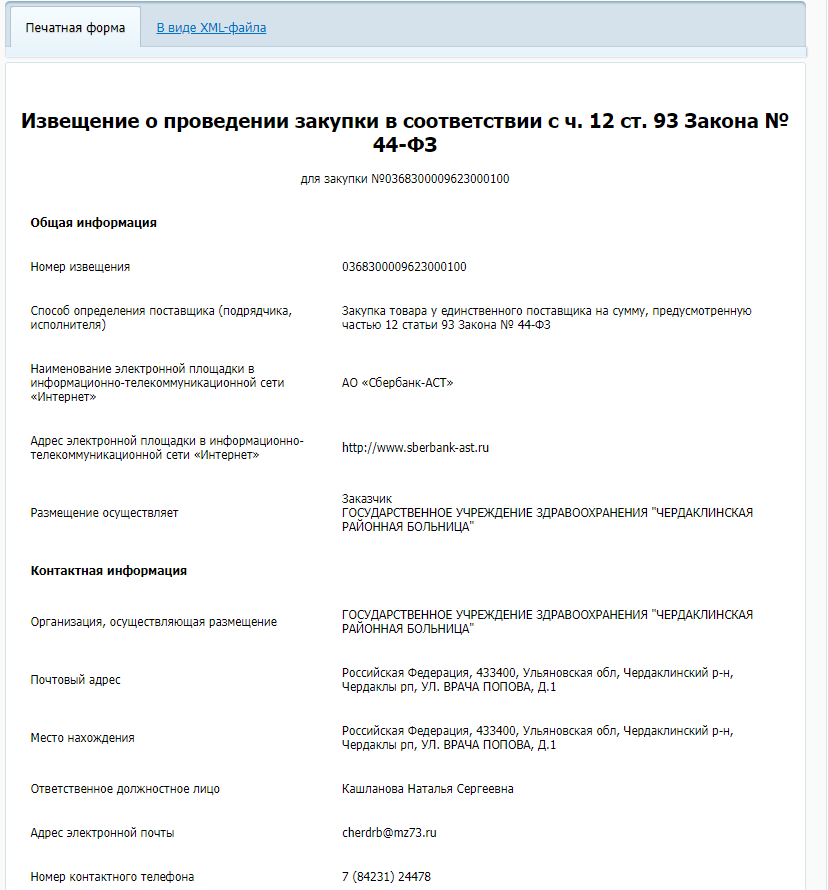 Печатная форма
В виде XML-файла
Извещение о проведении закупки в соответствии с ч. 12 ст. 93 Закона №
44-ФЗ
для закупки №0368300009623000100
Общая информация
Номер извещения
0368300009623000100
Способ определения поставщика (подрядчика,
исполнителя)
Закупка товара у единственного поставщика на сумму, предусмотренную
частью 12 статьи 93 Закона № 44-ФЗ
Наименование электронной площадки в
информационно-телекоммуникационной сети
«Интернет»
АО «Сбербанк-АСТ»
Адрес электронной площадки в информационно-
телекоммуникационной сети «Интернет»
http://www.sberbank-ast.ru
Размещение осуществляет
Заказчик
ГОСУДАРСТВЕННОЕ УЧРЕЖДЕНИЕ ЗДРАВООХРАНЕНИЯ "ЧЕРДАКЛИНСКАЯ
РАЙОННАЯ БОЛЬНИЦА"
Контактная информация
Организация, осуществляющая размещение
ГОСУДАРСТВЕННОЕ УЧРЕЖДЕНИЕ ЗДРАВООХРАНЕНИЯ "ЧЕРДАКЛИНСКАЯ
РАЙОННАЯ БОЛЬНИЦА"
Почтовый адрес
Российская Федерация, 433400, Ульяновская обл, Чердаклинский р-н,
Чердаклы рп, УЛ. ВРАЧА ПОПОВА, Д.1
Место нахождения
Российская Федерация, 433400, Ульяновская обл, Чердаклинский р-н,
Чердаклы рп, УЛ. ВРАЧА ПОПОВА, Д.1
Ответственное должностное лицо
Кашланова Наталья Сергеевна
Адрес электронной почты
cherdrb@mz73.ru
Номер контактного телефона
7 (84231) 24478